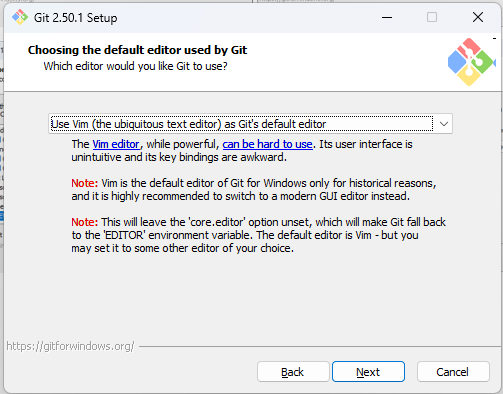 Git 2.50.1 Setup
Choosing the default editor used by Git
Which editor would you like Git to use?
Use Vim (the ubiquitous text editor) as Git's default editor
The Vim editor, while powerful, can be hard to use. Its user interface is
unintuitive and its key bindings are awkward.
Note: Vim is the default editor of Git for Windows only for historical reasons,
and it is highly recommended to switch to a modern GUI editor instead.
Note: This will leave the 'core.editor' option unset, which will make Git fall back
to the 'EDITOR' environment variable. The default editor is Vim - but you
may set it to some other editor of your choice.
https://gitforwindows.org/
Back
Next
Cancel